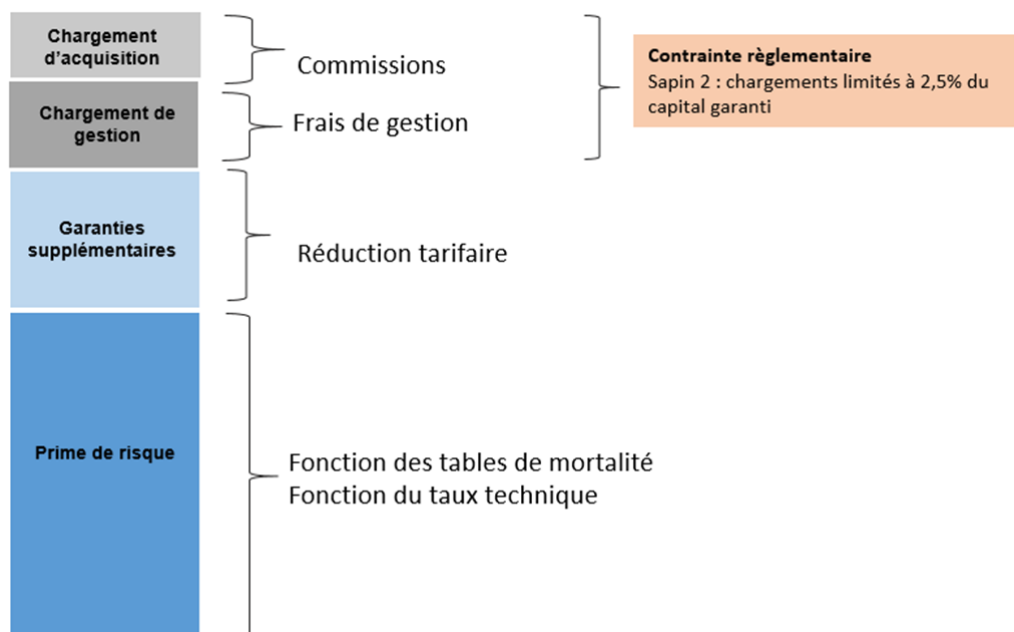 Chargement
d'acquisition
Commissions
Contrainte règlementaire
Sapin 2 : chargements limités à 2,5% du
capital garanti
Chargement de
gestion
Frais de gestion
Garanties
supplémentaires
Réduction tarifaire
Prime de risque
Fonction des tables de mortalité
Fonction du taux technique